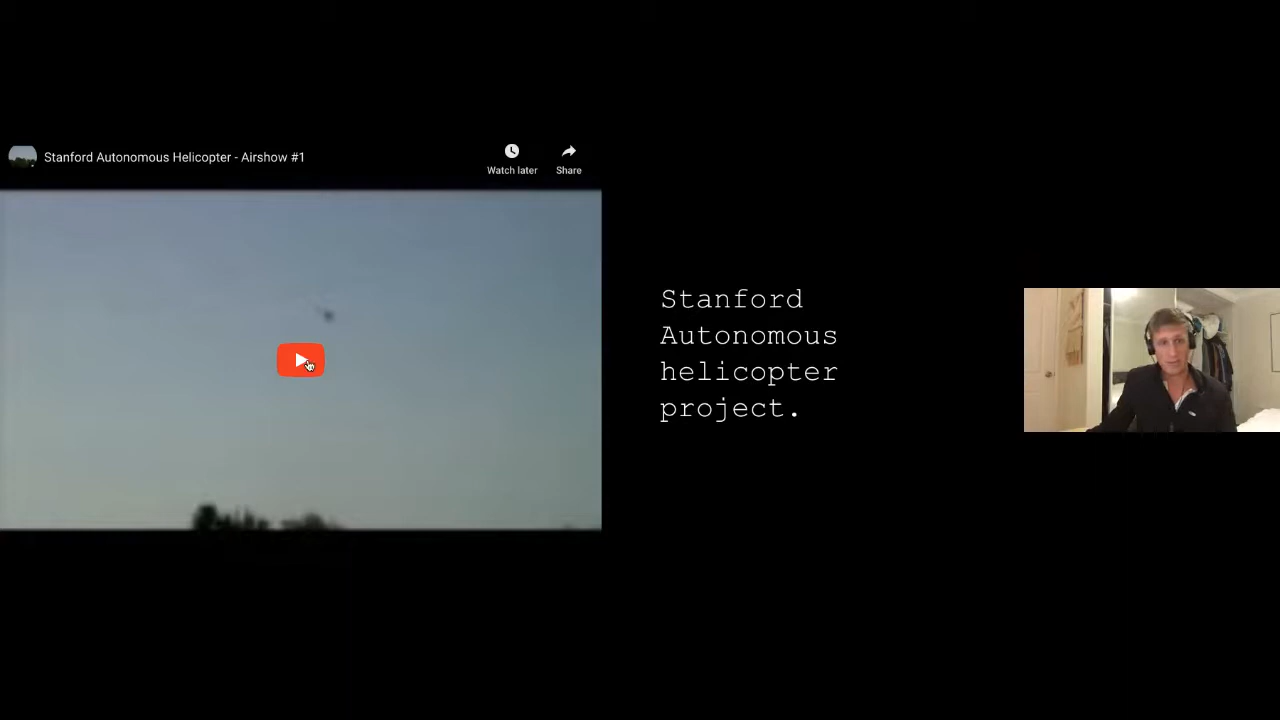 Stanford Autonomous Helicopter - Airshow #1
Watch later
Share
Stanford
Autonomous
helicopter
project.